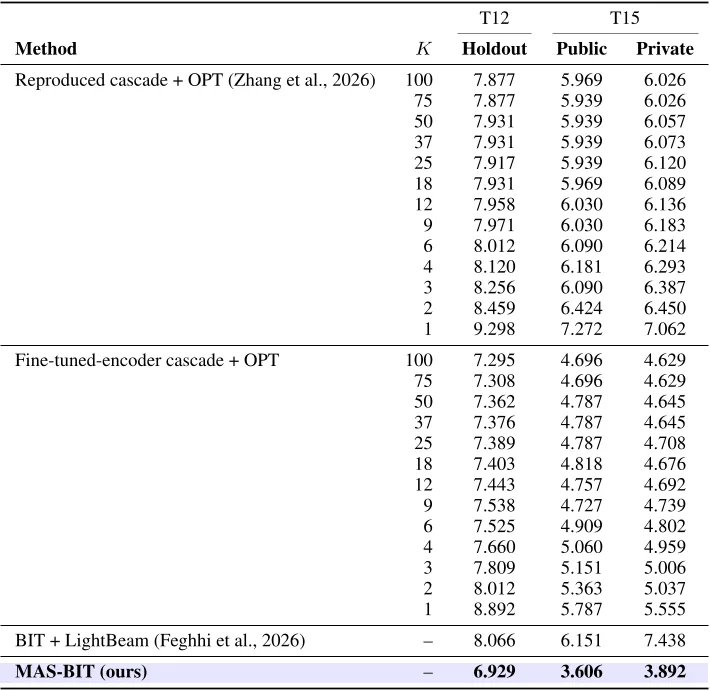 T12 T15
Method K Holdout Public Private
Reproduced cascade + OPT (Zhang et al., 2026) 100 7.877 5.969 6.026
75 7.877 5.939 6.026
50 7.931 5.939 6.057
37 7.931 5.939 6.073
25 7.917 5.939 6.120
18 7.931 5.969 6.089
12 7.958 6.030 6.136
9 7.971 6.030 6.183
6 8.012 6.090 6.214
4 8.120 6.181 6.293
3 8.256 6.090 6.387
2 8.459 6.424 6.450
1 9.298 7.272 7.062
Fine-tuned-encoder cascade + OPT 100 7.295 4.696 4.629
75 7.308 4.696 4.629
50 7.362 4.787 4.645
37 7.376 4.787 4.645
25 7.389 4.787 4.708
18 7.403 4.818 4.676
12 7.443 4.757 4.692
9 7.538 4.727 4.739
6 7.525 4.909 4.802
4 7.660 5.060 4.959
3 7.809 5.151 5.006
2 8.012 5.363 5.037
1 8.892 5.787 5.555
BIT + LightBeam (Feghhi et al., 2026) – 8.066 6.151 7.438
MAS-BIT (ours) – 6.929 3.606 3.892